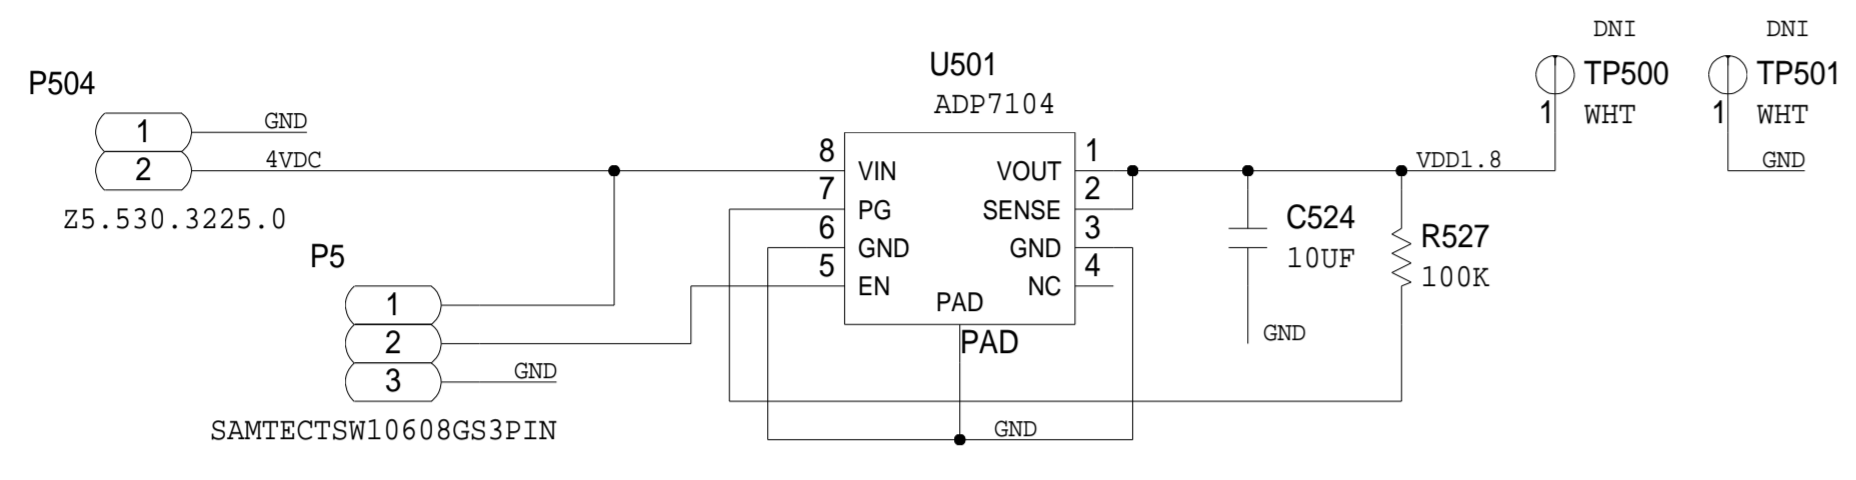 P504
1
GND
2
4VDC
Z5.530.3225.0
P5
1
2
3
GND
SAMTECTSW10608GS3PIN
U501
ADP7104
8
VIN
7
PG
6
GND
5
EN
VOUT
1
SENSE
2
GND
3
NC
4
PAD
PAD
GND
C524
10UF
GND
VDD1.8
R527
100K
DNI
TP500
1
WHT
DNI
TP501
1
WHT
GND